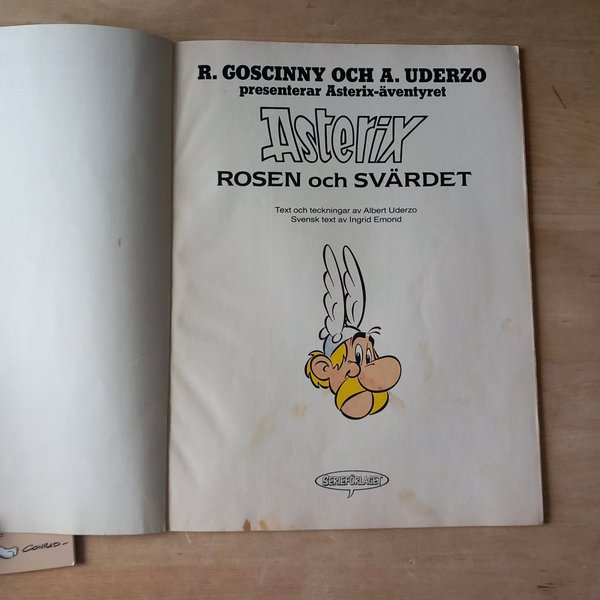 R. GOSCINNY OCH A. UDERZO
presenterar Asterix-äventyret
Asterix
ROSEN och SVÄRDET
Text och teckningar av Albert Uderzo
Svensk text av Ingrid Emond
SERIEFÖRLAGET
CONRAD